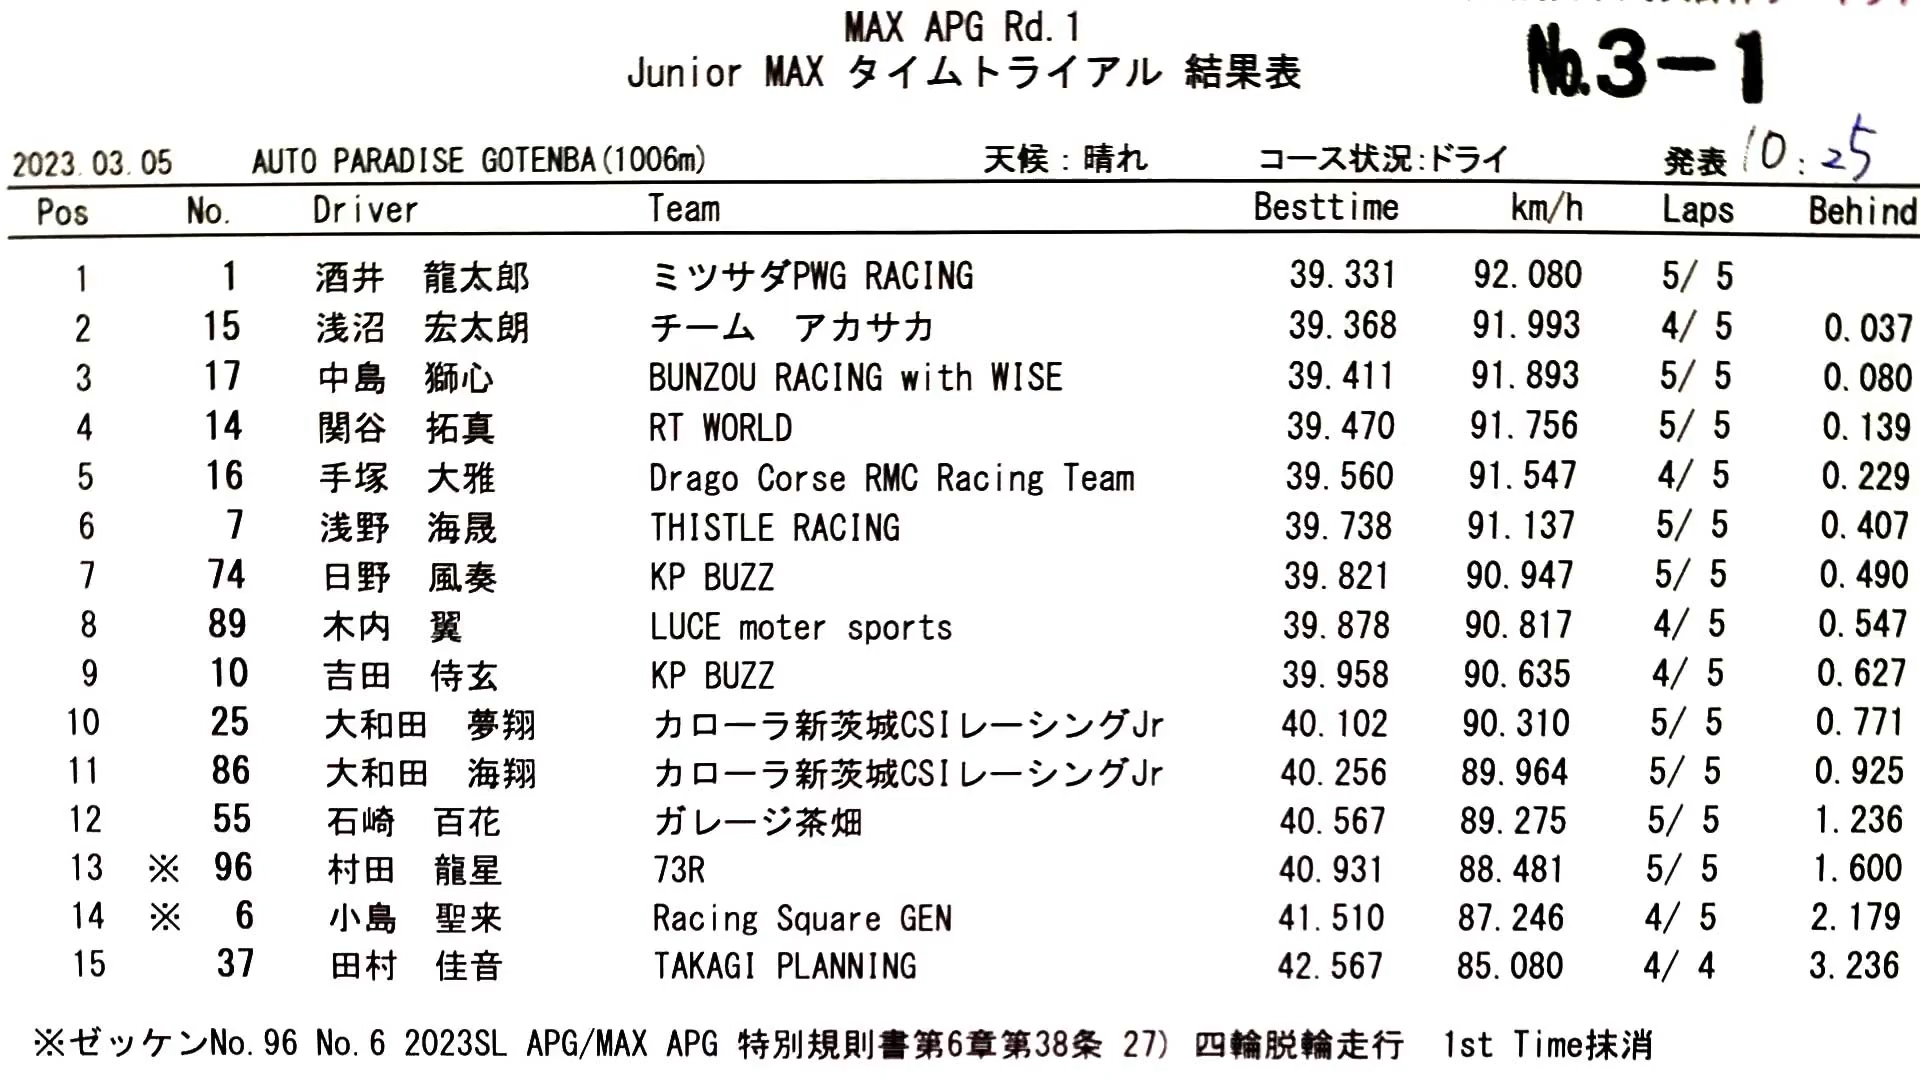 MAX APG Rd.1
Junior MAX タイムトライアル 結果表
No.3-1
2023.03.05 AUTO PARADISE GOTENBA(1006m) 天候:晴れ コース状況:ドライ 発表 10:25
Pos No. Driver Team Besttime km/h Laps Behind
1 1 酒井 龍太郎 ミツサダPWG RACING 39.331 92.080 5/ 5
2 15 浅沼 宏太朗 チーム アカサカ 39.368 91.993 4/ 5 0.037
3 17 中島 獅心 BUNZOU RACING with WISE 39.411 91.893 5/ 5 0.080
4 14 関谷 拓真 RT WORLD 39.470 91.756 5/ 5 0.139
5 16 手塚 大雅 Drago Corse RMC Racing Team 39.560 91.547 4/ 5 0.229
6 7 浅野 海晟 THISTLE RACING 39.738 91.137 5/ 5 0.407
7 74 日野 風奏 KP BUZZ 39.821 90.947 5/ 5 0.490
8 89 木内 翼 LUCE moter sports 39.878 90.817 4/ 5 0.547
9 10 吉田 侍玄 KP BUZZ 39.958 90.635 4/ 5 0.627
10 25 大和田 夢翔 カローラ新茨城CSIレーシングJr 40.102 90.310 5/ 5 0.771
11 86 大和田 海翔 カローラ新茨城CSIレーシングJr 40.256 89.964 5/ 5 0.925
12 55 石崎 百花 ガレージ茶畑 40.567 89.275 5/ 5 1.236
13 ※ 96 村田 龍星 73R 40.931 88.481 5/ 5 1.600
14 ※ 6 小島 聖来 Racing Square GEN 41.510 87.246 4/ 5 2.179
15 37 田村 佳音 TAKAGI PLANNING 42.567 85.080 4/ 4 3.236
※ゼッケンNo.96 No.6 2023SL APG/MAX APG 特別規則書第6章第38条 27) 四輪脱輪走行 1st Time抹消